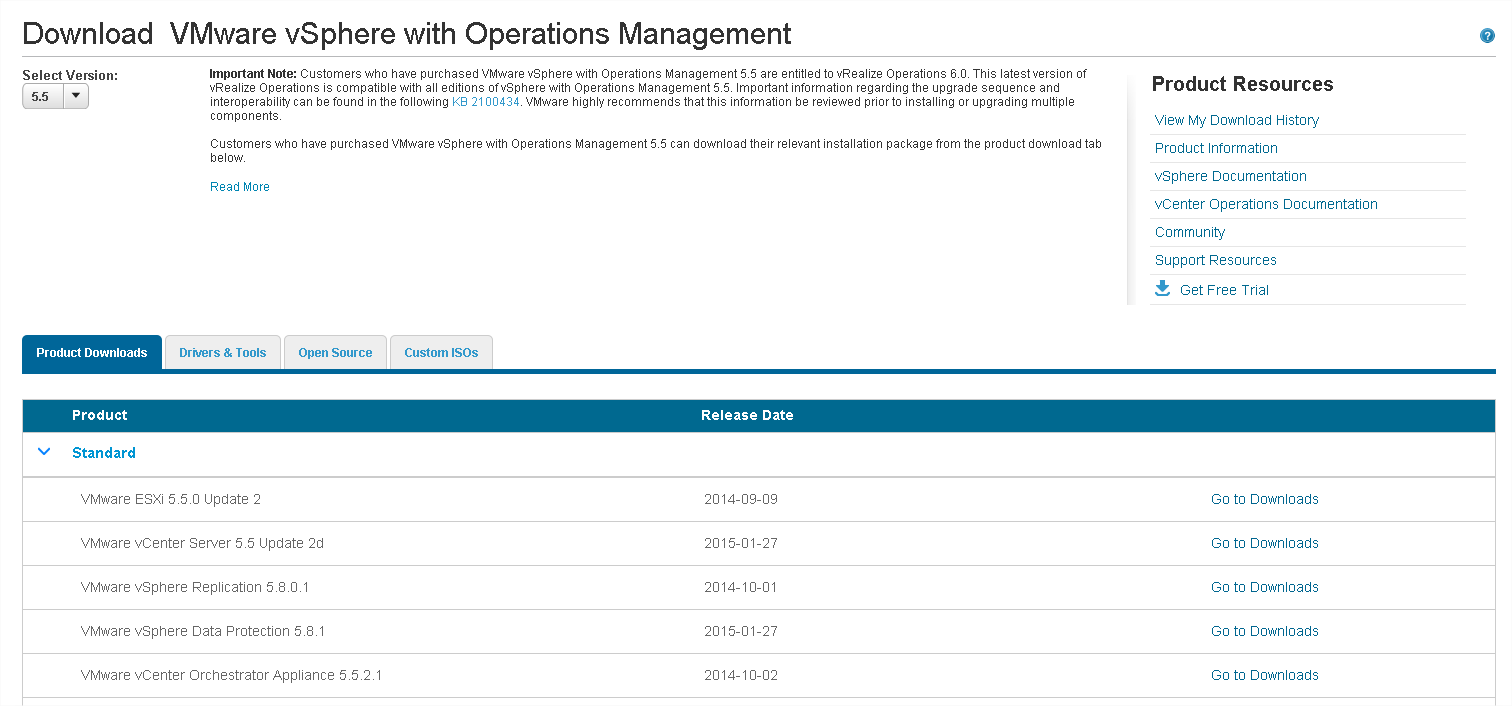 Download VMware vSphere with Operations Management
?
Select Version:
5.5
Important Note: Customers who have purchased VMware vSphere with Operations Management 5.5 are entitled to vRealize Operations 6.0. This latest version of
vRealize Operations is compatible with all editions of vSphere with Operations Management 5.5. Important information regarding the upgrade sequence and
interoperability can be found in the following KB 2100434. VMware highly recommends that this information be reviewed prior to installing or upgrading multiple
components.
Customers who have purchased VMware vSphere with Operations Management 5.5 can download their relevant installation package from the product download tab
below.
Read More
Product Resources
View My Download History
Product Information
vSphere Documentation
vCenter Operations Documentation
Community
Support Resources
Get Free Trial
Product Downloads Drivers & Tools Open Source Custom ISOs
Product Release Date
Standard
VMware ESXi 5.5.0 Update 2 2014-09-09 Go to Downloads
VMware vCenter Server 5.5 Update 2d 2015-01-27 Go to Downloads
VMware vSphere Replication 5.8.0.1 2014-10-01 Go to Downloads
VMware vSphere Data Protection 5.8.1 2015-01-27 Go to Downloads
VMware vCenter Orchestrator Appliance 5.5.2.1 2014-10-02 Go to Downloads